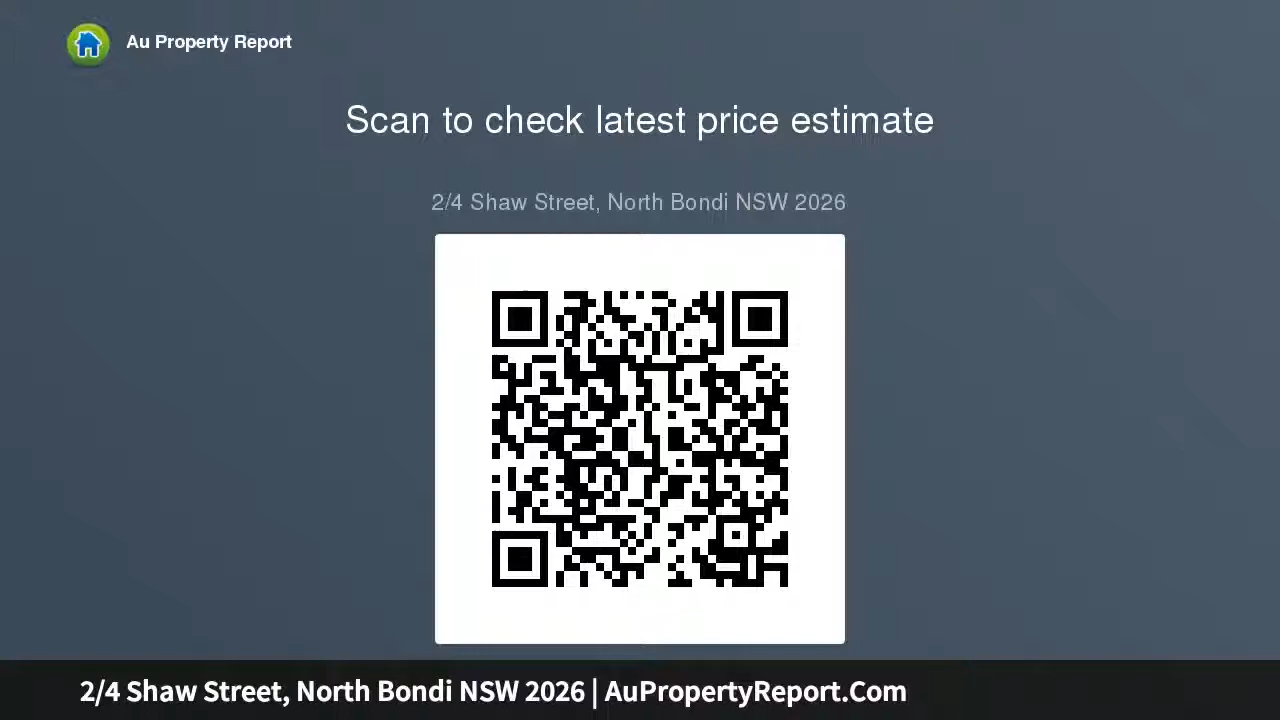 Au Property Report
Scan to check latest price estimate
2/4 Shaw Street, North Bondi NSW 2026
2/4 Shaw Street, North Bondi NSW 2026 | AuPropertyReport.Com